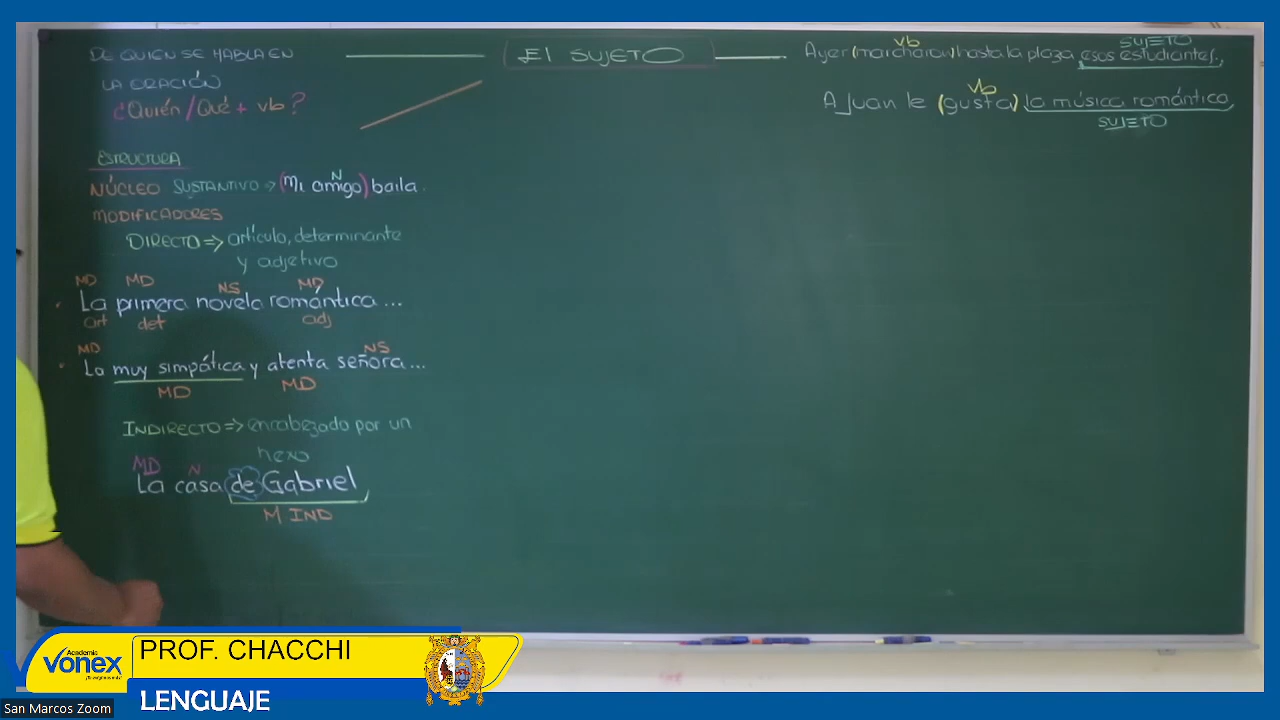 DE QUIEN SE HABLA EN
LA ORACIÓN
¿Quién/Qué + vb?
El SUJETO
vb
SUJETO
Ayer (marcharon) hasta la plaza esos estudiantes.
vb
A Juan le (gusta) la música romántica
SUJETO
ESTRUCTURA
N
NÚCLEO SUSTANTIVO → (Mi amigo) baila.
MODIFICADORES
DIRECTO => artículo, determinante
y adjetivo
MD MD NS MD
• La primera novela romántica...
art det adj
MD NS
• La muy simpática y atenta señora...
MD MD
INDIRECTO => encabezado por un
nexo
MD N
La casa de Gabriel
M IND
Academia
vonex
PROF. CHACCHI
LENGUAJE
San Marcos Zoom